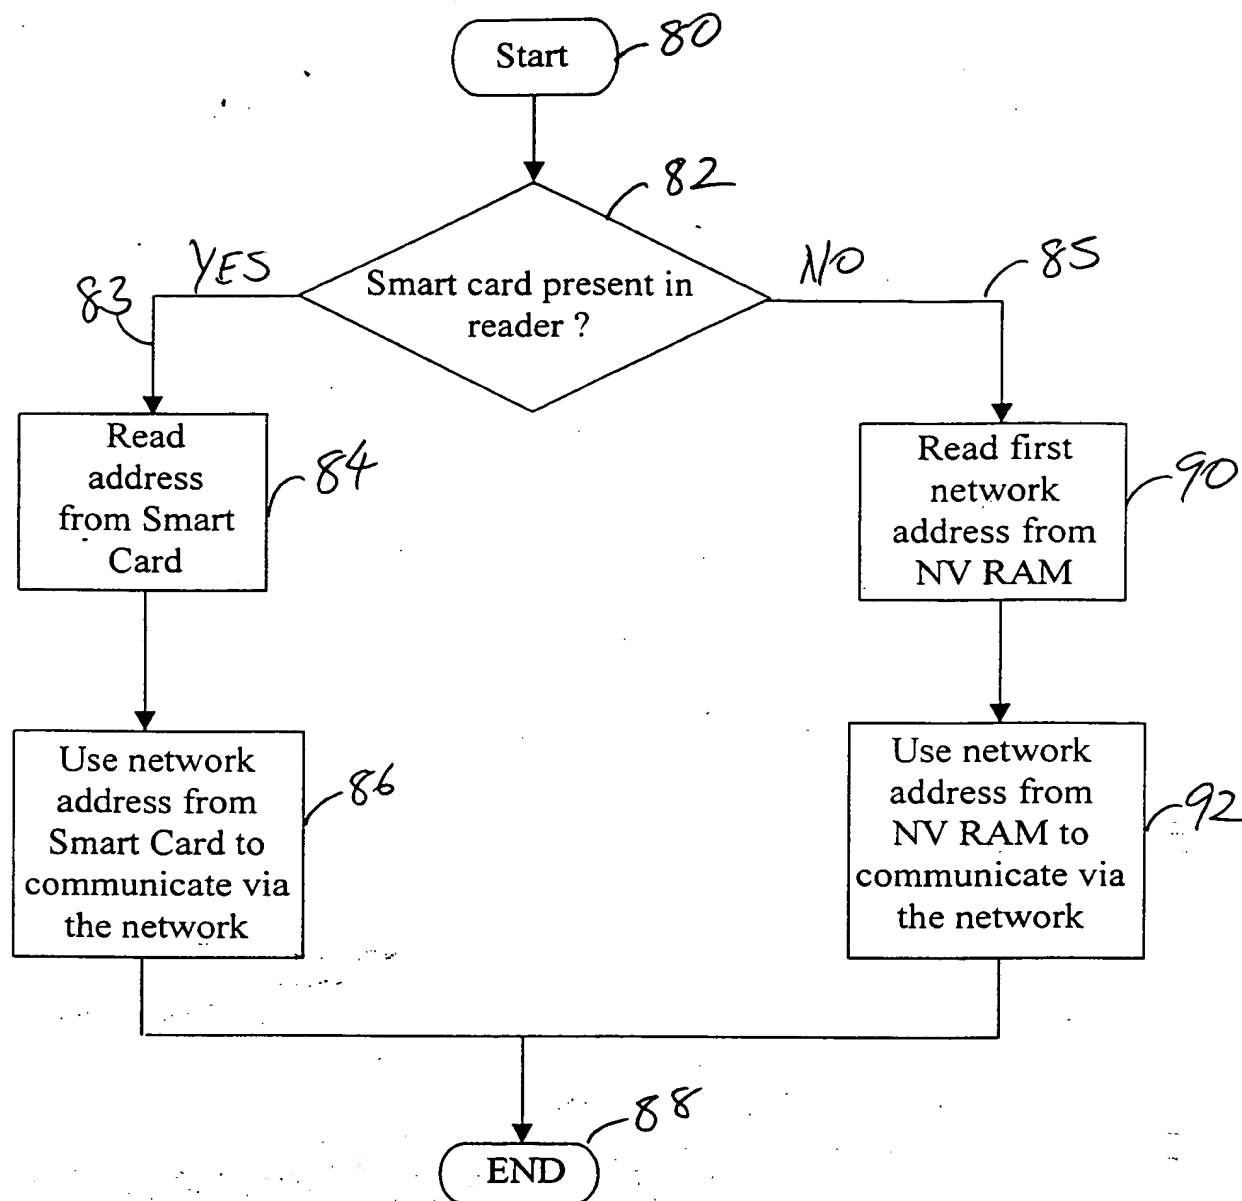 Start
80
82
YES
NO
85
83
Smart card present in
reader ?
Read
address
from Smart
Card
84
Read first
network
address from
NV RAM
90
Use network
address from
Smart Card to
communicate via
the network
86
Use network
address from
NV RAM to
communicate via
the network
92
88
END